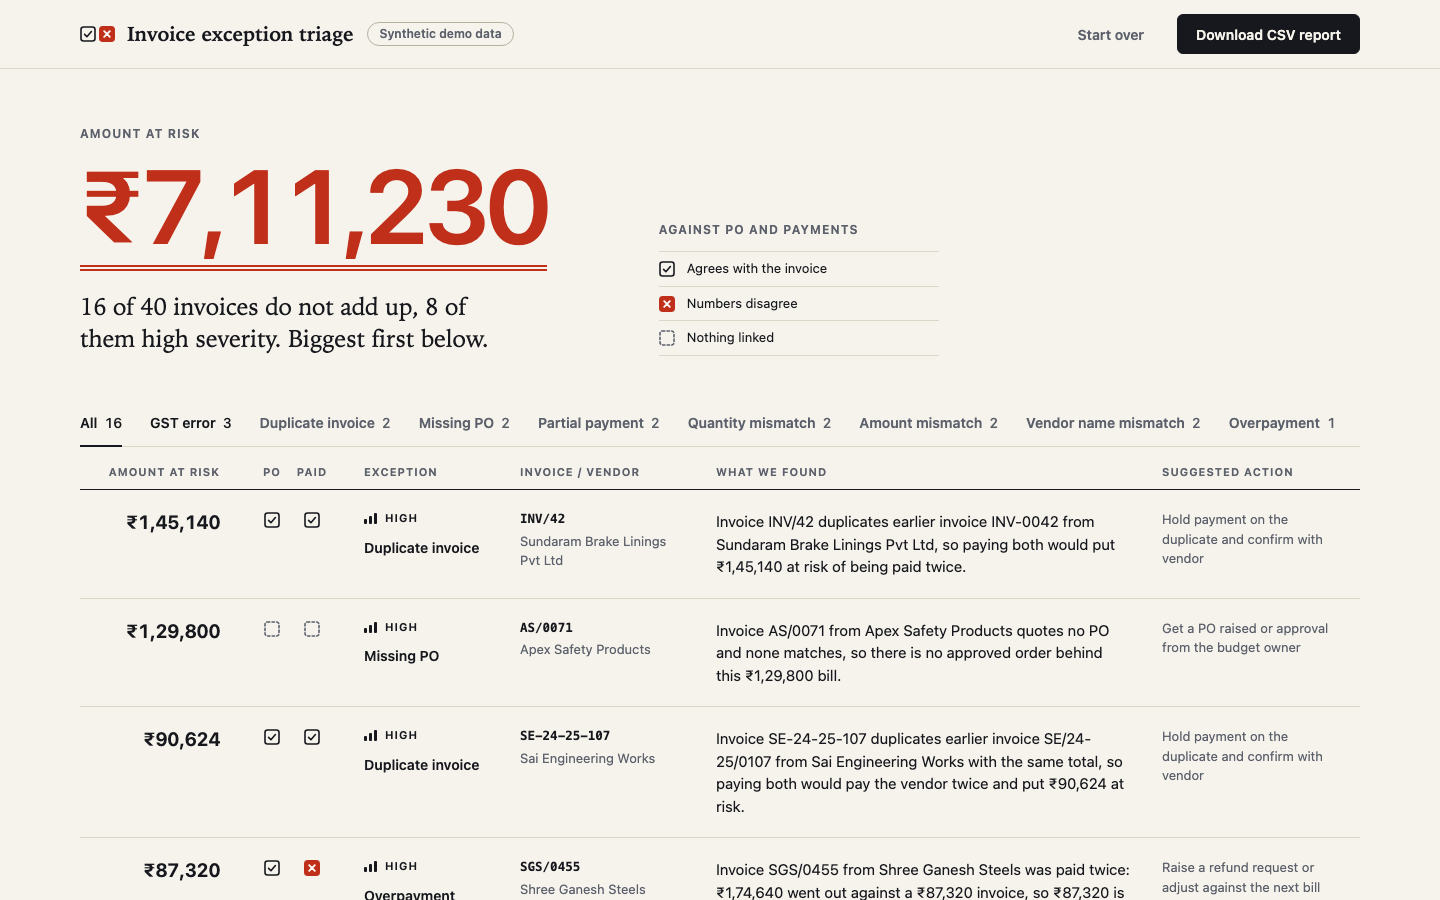 Invoice exception triage
Synthetic demo data
Start over
Download CSV report
AMOUNT AT RISK
₹7,11,230
16 of 40 invoices do not add up, 8 of
them high severity. Biggest first below.
AGAINST PO AND PAYMENTS
Agrees with the invoice
Numbers disagree
Nothing linked
All 16
GST error 3
Duplicate invoice 2
Missing PO 2
Partial payment 2
Quantity mismatch 2
Amount mismatch 2
Vendor name mismatch 2
Overpayment 1
AMOUNT AT RISK
PO
PAID
EXCEPTION
INVOICE / VENDOR
WHAT WE FOUND
SUGGESTED ACTION
₹1,45,140
HIGH
Duplicate invoice
INV/42
Sundaram Brake Linings
Pvt Ltd
Invoice INV/42 duplicates earlier invoice INV-0042 from
Sundaram Brake Linings Pvt Ltd, so paying both would put
₹1,45,140 at risk of being paid twice.
Hold payment on the
duplicate and confirm with
vendor
₹1,29,800
HIGH
Missing PO
AS/0071
Apex Safety Products
Invoice AS/0071 from Apex Safety Products quotes no PO
and none matches, so there is no approved order behind
this ₹1,29,800 bill.
Get a PO raised or approval
from the budget owner
₹90,624
HIGH
Duplicate invoice
SE-24-25-107
Sai Engineering Works
Invoice SE-24-25-107 duplicates earlier invoice SE/24-
25/0107 from Sai Engineering Works with the same total, so
paying both would pay the vendor twice and put ₹90,624 at
risk.
Hold payment on the
duplicate and confirm with
vendor
₹87,320
HIGH
Overpayment
SGS/0455
Shree Ganesh Steels
Invoice SGS/0455 from Shree Ganesh Steels was paid twice:
₹1,74,640 went out against a ₹87,320 invoice, so ₹87,320 is
Raise a refund request or
adjust against the next bill